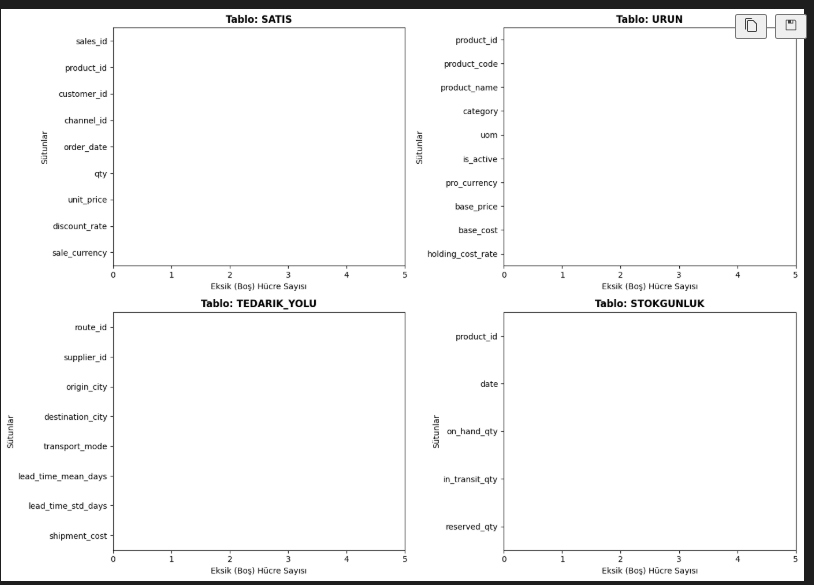 Tablo: SATIS
sales_id
product_id
customer_id
channel_id
order_date
qty
unit_price
discount_rate
sale_currency
Sütunlar
0 1 2 3 4 5
Eksik (Boş) Hücre Sayısı
Tablo: URUN
product_id
product_code
product_name
category
uom
is_active
pro_currency
base_price
base_cost
holding_cost_rate
Sütunlar
0 1 2 3 4 5
Eksik (Boş) Hücre Sayısı
Tablo: TEDARIK_YOLU
route_id
supplier_id
origin_city
destination_city
transport_mode
lead_time_mean_days
lead_time_std_days
shipment_cost
Sütunlar
0 1 2 3 4 5
Eksik (Boş) Hücre Sayısı
Tablo: STOKGUNLUK
product_id
date
on_hand_qty
in_transit_qty
reserved_qty
Sütunlar
0 1 2 3 4 5
Eksik (Boş) Hücre Sayısı